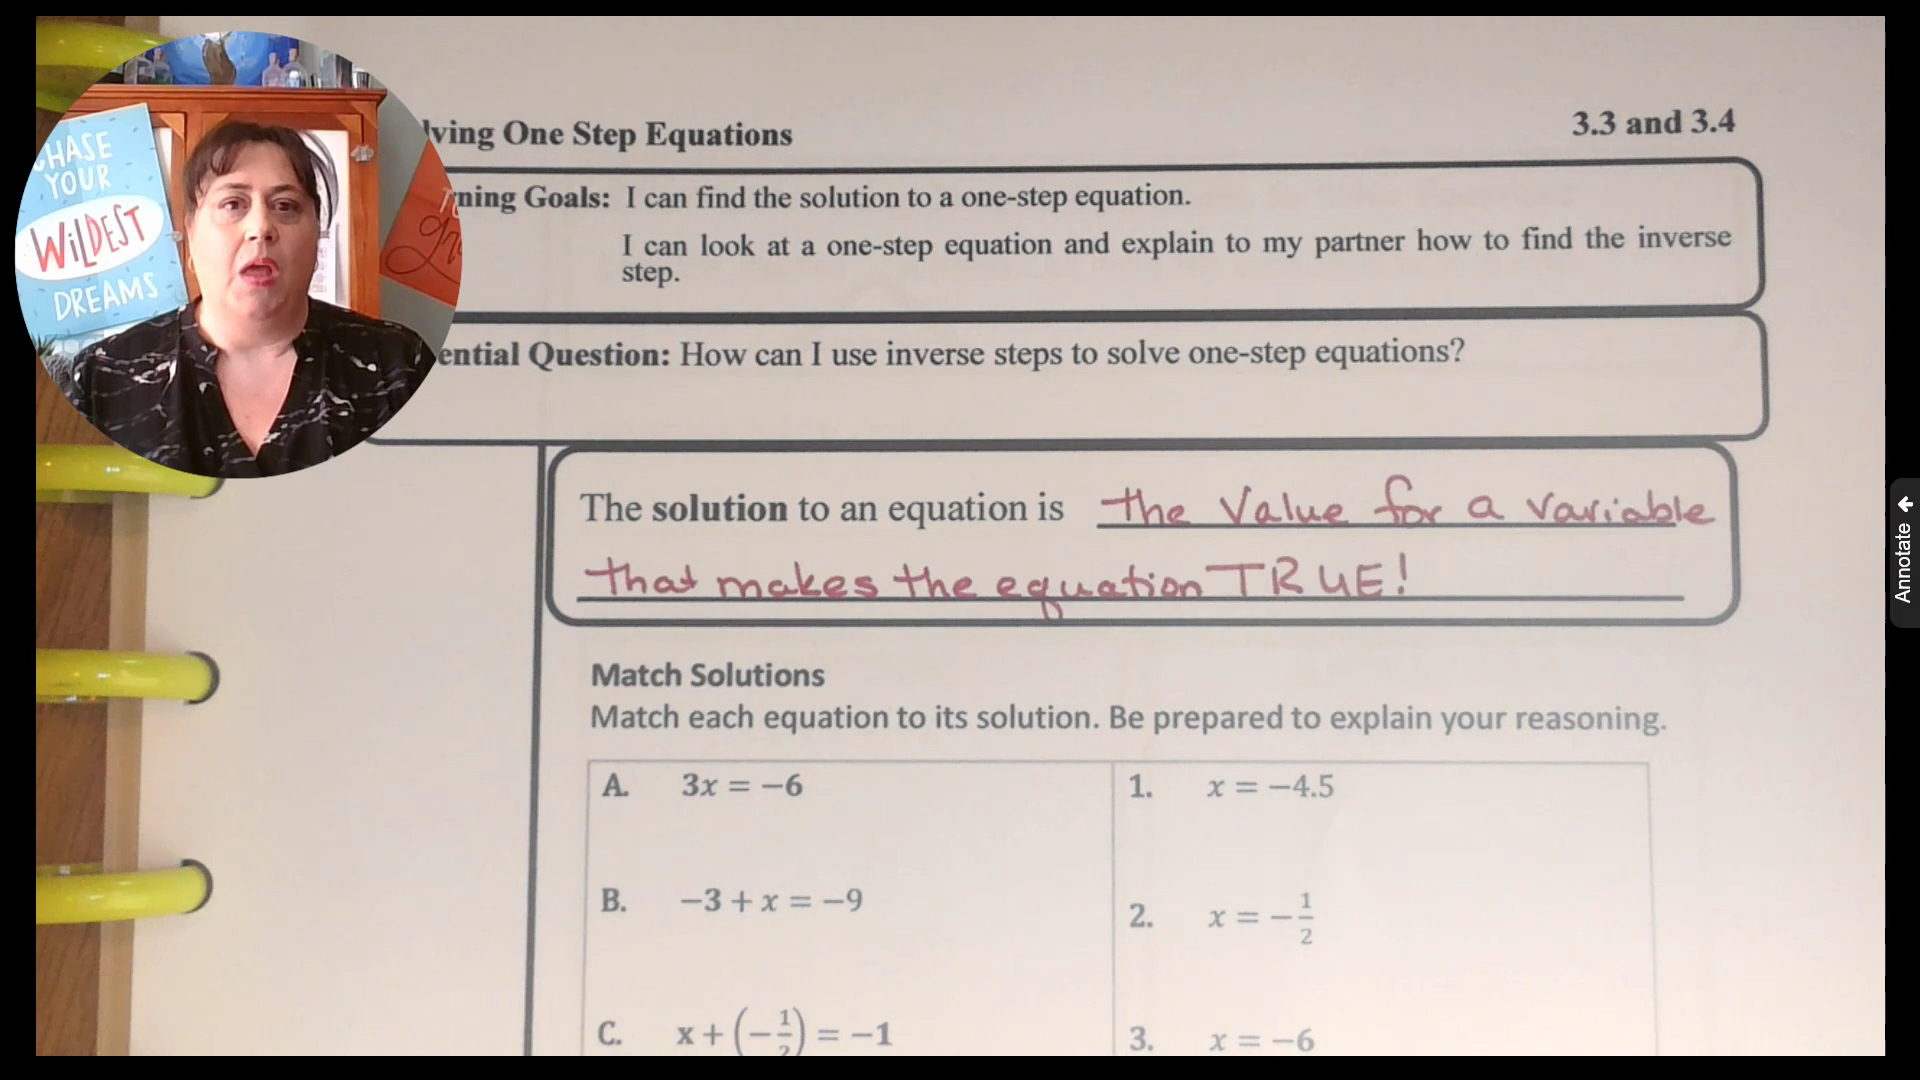 CHASE
YOUR
WiLDEST
DREAMS
lving One Step Equations
3.3 and 3.4
ning Goals: I can find the solution to a one-step equation.
I can look at a one-step equation and explain to my partner how to find the inverse
step.
ential Question: How can I use inverse steps to solve one-step equations?
The solution to an equation is the value for a variable
that makes the equation TRUE!
Match Solutions
Match each equation to its solution. Be prepared to explain your reasoning.
A. 3x = −6
1. x = −4.5
B. −3 + x = −9
2. x = −1/2
C. x + (−1/2) = −1
3. x = −6
Annotate